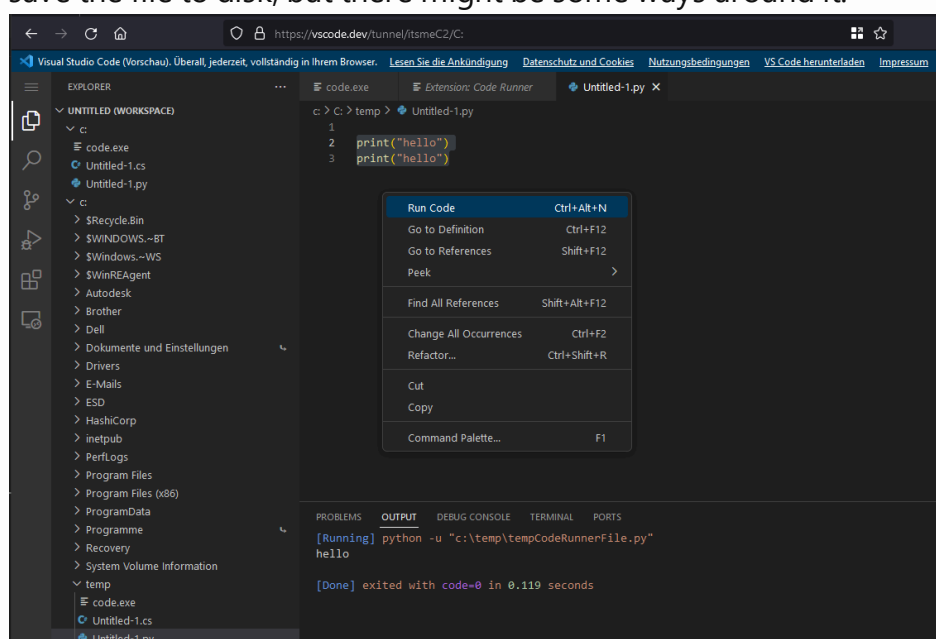 save the file to disk, but there might be some ways around it.
https://vscode.dev/tunnel/itsmeC2/C:
Visual Studio Code (Vorschau). Überall, jederzeit, vollständig in Ihrem Browser. Lesen Sie die Ankündigung Datenschutz und Cookies Nutzungsbedingungen VS Code herunterladen Impressum
EXPLORER
UNTITLED (WORKSPACE)
c:
code.exe
Untitled-1.cs
Untitled-1.py
c:
$Recycle.Bin
$WINDOWS.~BT
$Windows.~WS
$WinREAgent
Autodesk
Brother
Dell
Dokumente und Einstellungen
Drivers
E-Mails
ESD
HashiCorp
inetpub
PerfLogs
Program Files
Program Files (x86)
ProgramData
Programme
Recovery
System Volume Information
temp
code.exe
Untitled-1.cs
Untitled-1.py
code.exe Extension: Code Runner Untitled-1.py
c: > C: > temp > Untitled-1.py
1
2 print("hello")
3 print("hello")
Run Code Ctrl+Alt+N
Go to Definition Ctrl+F12
Go to References Shift+F12
Peek
Find All References Shift+Alt+F12
Change All Occurrences Ctrl+F2
Refactor... Ctrl+Shift+R
Cut
Copy
Command Palette... F1
PROBLEMS OUTPUT DEBUG CONSOLE TERMINAL PORTS
[Running] python -u "c:\temp\tempCodeRunnerFile.py"
hello
[Done] exited with code=0 in 0.119 seconds